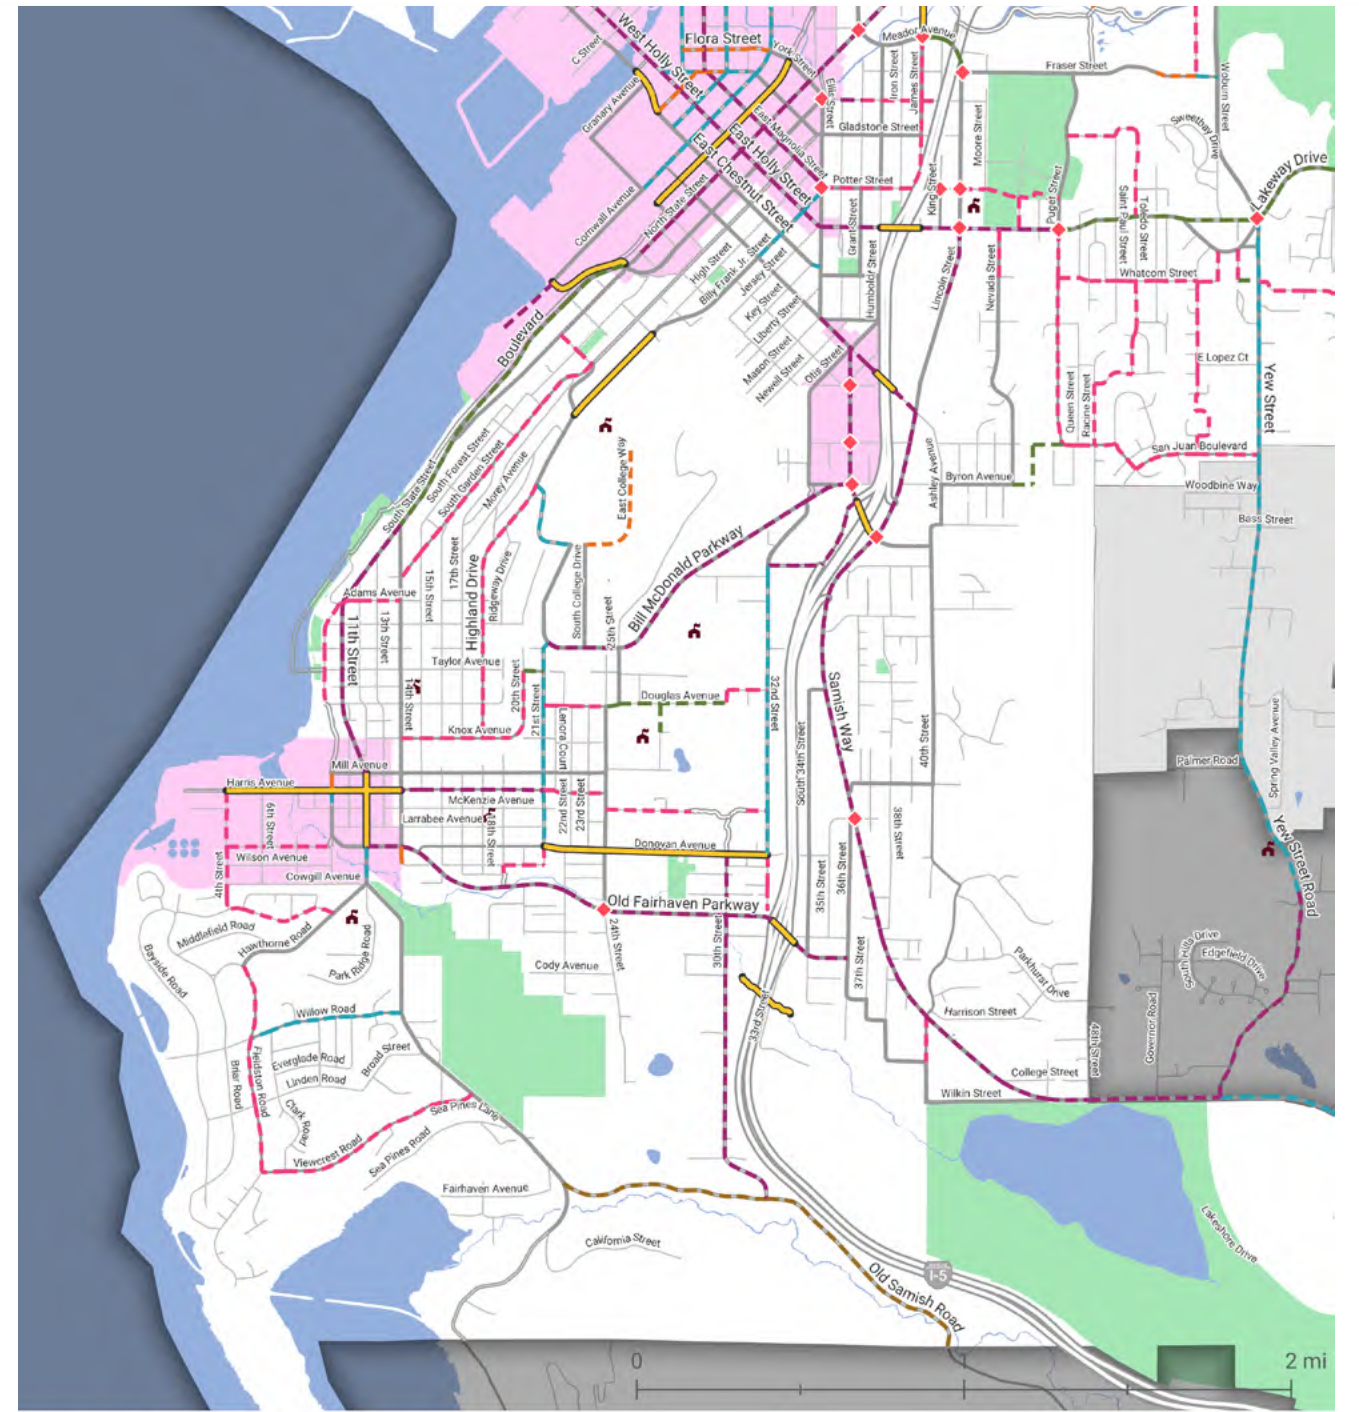 West Holly Street
C Street
Flora Street
York Street
Meador Avenue
Fraser Street
Granary Avenue
Ellis Street
Iron Street
James Street
Woburn Street
East Magnolia Street
Gladstone Street
Moore Street
Sweetbay Drive
East Holly Street
East Chestnut Street
Potter Street
King Street
Puget Street
Lakeway Drive
Cornwall Avenue
North State Street
Grant Street
Saint Paul Street
Toledo Street
High Street
Billy Frank Jr. Street
Jersey Street
Humboldt Street
Lincoln Street
Nevada Street
Whatcom Street
Key Street
Liberty Street
Boulevard
Mason Street
Newell Street
Otis Street
E Lopez Ct
Yew Street
Queen Street
Racine Street
South State Street
South Forest Street
South Garden Street
Morey Avenue
East College Way
Ashley Avenue
Byron Avenue
San Juan Boulevard
Woodbine Way
Bass Street
Bill McDonald Parkway
Adams Avenue
11th Street
13th Street
15th Street
17th Street
Highland Drive
Ridgeway Drive
South College Drive
25th Street
Taylor Avenue
14th Street
20th Street
21st Street
Douglas Avenue
32nd Street
Samish Way
Knox Avenue
Lenora Court
South 34th Street
40th Street
Spring Valley Avenue
Palmer Road
Mill Avenue
Harris Avenue
McKenzie Avenue
Larrabee Avenue
6th Street
18th Street
22nd Street
23rd Street
38th Street
Yew Street Road
Wilson Avenue
Donovan Avenue
Cowgill Avenue
4th Street
35th Street
36th Street
Old Fairhaven Parkway
Middlefield Road
Hawthorne Road
Bayside Road
Park Ridge Road
24th Street
30th Street
37th Street
Cody Avenue
South Hills Drive
Edgefield Drive
Parkhurst Drive
33rd Street
Harrison Street
48th Street
Governor Road
Willow Road
Everglade Road
Linden Road
Broad Street
Briar Road
Fieldston Road
Clark Road
Sea Pines Lane
College Street
Wilkin Street
Viewcrest Road
Sea Pines Road
Fairhaven Avenue
California Street
Lakeshore Drive
I-5
Old Samish Road
0
2 mi